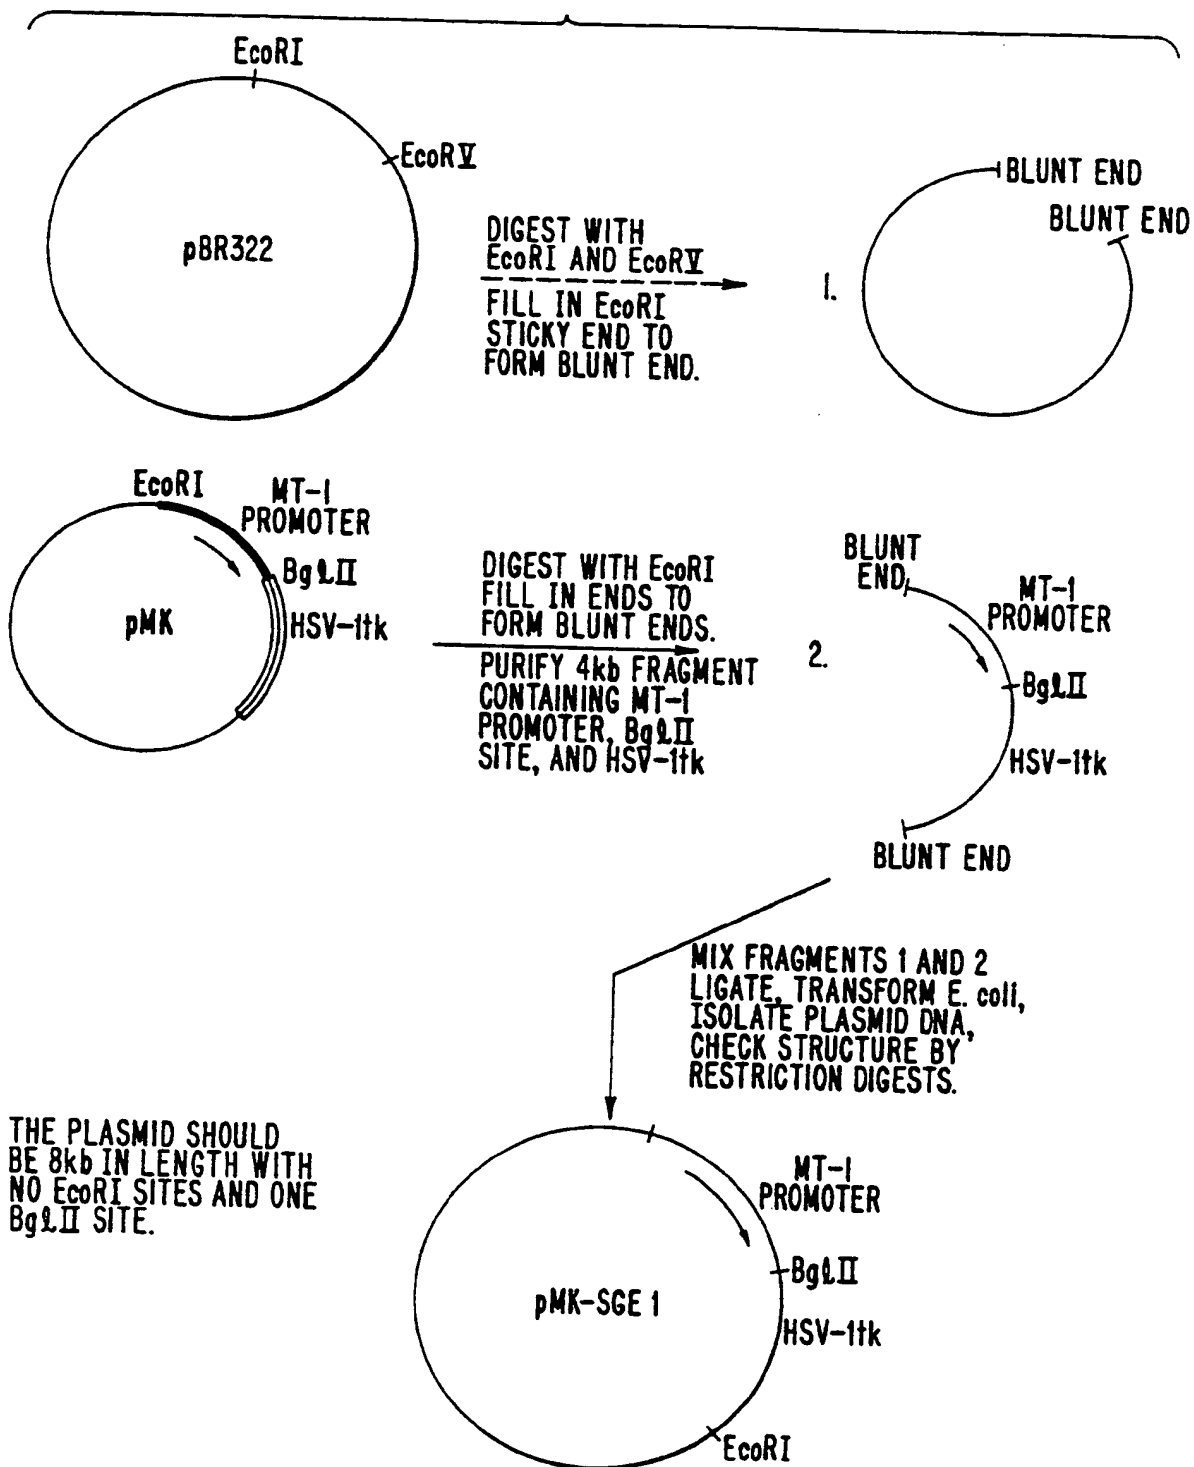 EcoRI
EcoRV
pBR322
DIGEST WITH
EcoRI AND EcoRV
FILL IN EcoRI
STICKY END TO
FORM BLUNT END.
1.
BLUNT END
BLUNT END
EcoRI
MT-1
PROMOTER
BglII
HSV-1tk
pMK
DIGEST WITH EcoRI
FILL IN ENDS TO
FORM BLUNT ENDS.
PURIFY 4kb FRAGMENT
CONTAINING MT-1
PROMOTER, BglII
SITE, AND HSV-1tk
2.
BLUNT
END
MT-1
PROMOTER
BglII
HSV-1tk
BLUNT END
MIX FRAGMENTS 1 AND 2
LIGATE, TRANSFORM E. coli,
ISOLATE PLASMID DNA,
CHECK STRUCTURE BY
RESTRICTION DIGESTS.
THE PLASMID SHOULD
BE 8kb IN LENGTH WITH
NO EcoRI SITES AND ONE
BglII SITE.
MT-1
PROMOTER
BglII
pMK-SGE 1
HSV-1tk
EcoRI